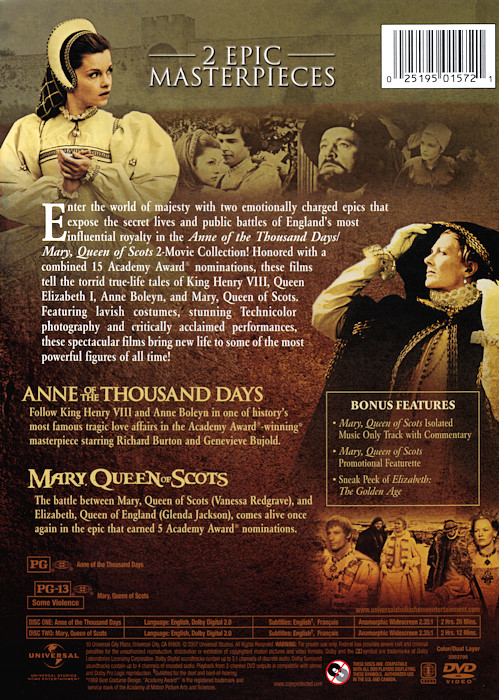 2 EPIC
MASTERPIECES
0 25195 01572 1
Enter the world of majesty with two emotionally charged epics that
expose the secret lives and public battles of England's most
influential royalty in the Anne of the Thousand Days/
Mary, Queen of Scots 2-Movie Collection! Honored with a
combined 15 Academy Award® nominations, these films
tell the torrid true-life tales of King Henry VIII, Queen
Elizabeth I, Anne Boleyn, and Mary, Queen of Scots.
Featuring lavish costumes, stunning Technicolor
photography and critically acclaimed performances,
these spectacular films bring new life to some of the most
powerful figures of all time!
ANNE OF THE THOUSAND DAYS
Follow King Henry VIII and Anne Boleyn in one of history's
most famous tragic love affairs in the Academy Award®-winning
masterpiece starring Richard Burton and Genevieve Bujold.
MARY, QUEEN OF SCOTS
The battle between Mary, Queen of Scots (Vanessa Redgrave), and
Elizabeth, Queen of England (Glenda Jackson), comes alive once
again in the epic that earned 5 Academy Award® nominations.
BONUS FEATURES
• Mary, Queen of Scots Isolated
Music Only Track with Commentary
• Mary, Queen of Scots
Promotional Featurette
• Sneak Peek of Elizabeth:
The Golden Age
PG Anne of the Thousand Days
PG-13 Mary, Queen of Scots
Some Violence
www.universalstudioshomeentertainment.com
DISC ONE: Anne of the Thousand Days Language: English, Dolby Digital 2.0 Subtitles: English*, Français Anamorphic Widescreen 2.35:1 2 Hrs. 26 Mins.
DISC TWO: Mary, Queen of Scots Language: English, Dolby Digital 2.0 Subtitles: English*, Français Anamorphic Widescreen 2.35:1 2 Hrs. 12 Mins.
Color/Dual Layer
UNIVERSAL
DVD
VIDEO